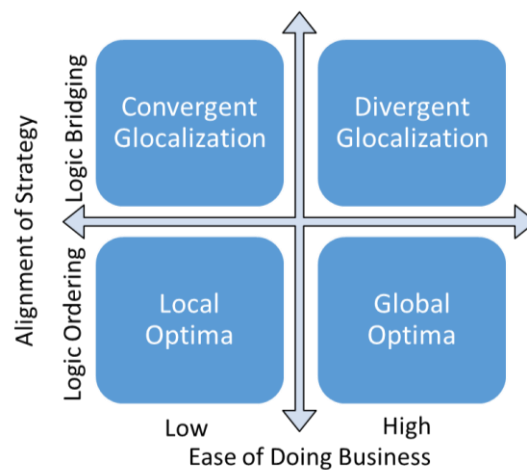 Alignment of Strategy
Logic Bridging
Convergent
Glocalization
Divergent
Glocalization
Logic Ordering
Local
Optima
Global
Optima
Low
High
Ease of Doing Business